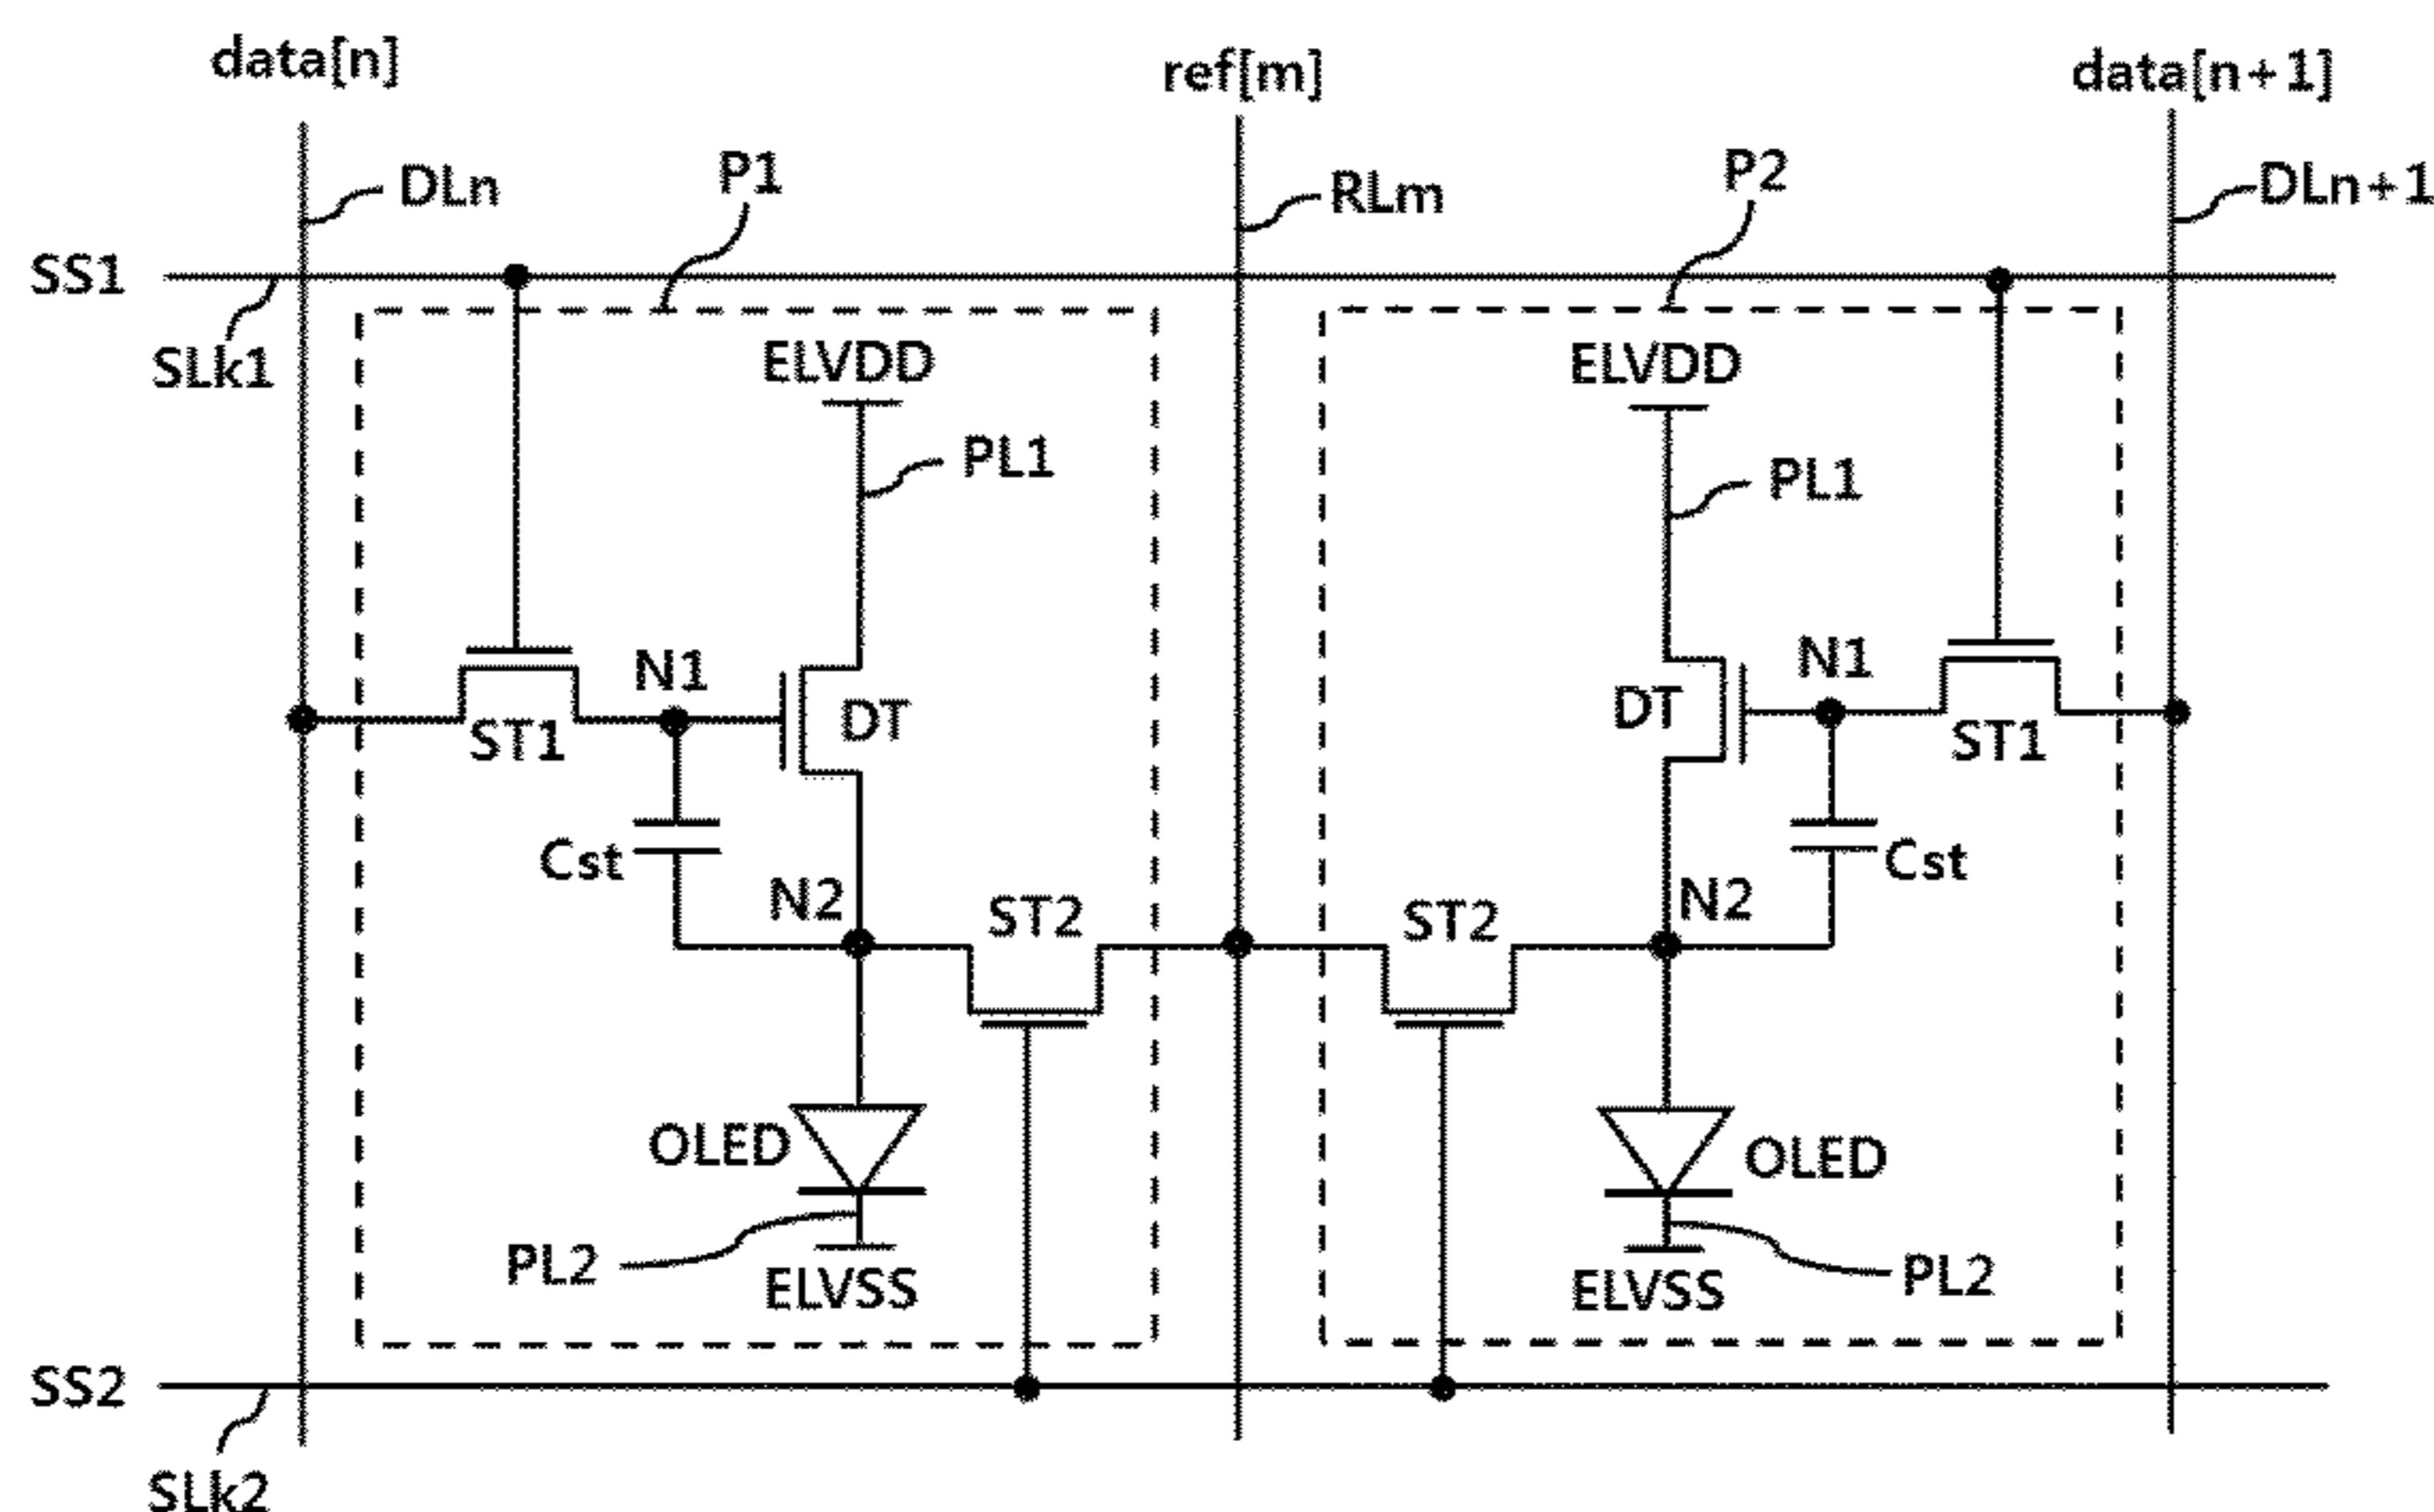 data[n]
ref[m]
data[n+1]
DLn
P1
RLm
P2
DLn+1
SS1
SLk1
ELVDD
ELVDD
PL1
PL1
N1
DT
ST1
DT
N1
ST1
Cst
N2
ST2
ST2
N2
Cst
OLED
OLED
PL2
ELVSS
ELVSS
PL2
SS2
SLk2